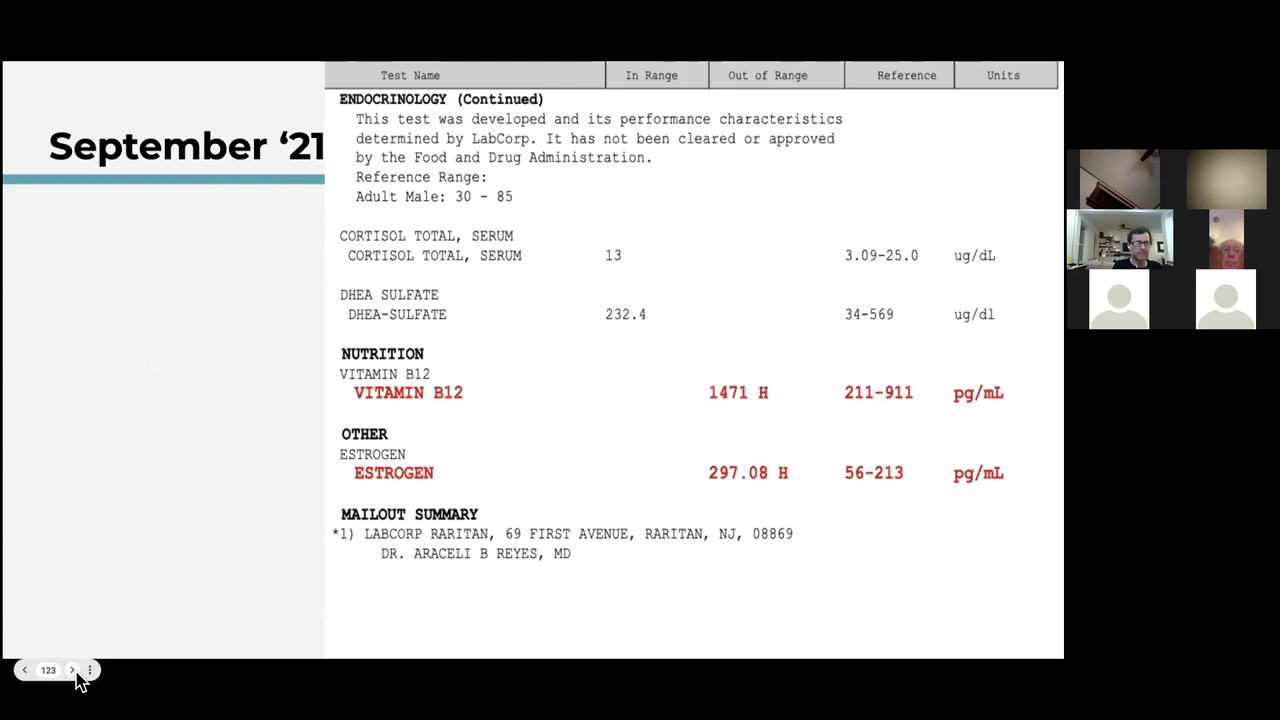 September ‘21
Test Name In Range Out of Range Reference Units
ENDOCRINOLOGY (Continued)
This test was developed and its performance characteristics
determined by LabCorp. It has not been cleared or approved
by the Food and Drug Administration.
Reference Range:
Adult Male: 30 - 85
CORTISOL TOTAL, SERUM
CORTISOL TOTAL, SERUM 13 3.09-25.0 ug/dL
DHEA SULFATE
DHEA-SULFATE 232.4 34-569 ug/dl
NUTRITION
VITAMIN B12
VITAMIN B12 1471 H 211-911 pg/mL
OTHER
ESTROGEN
ESTROGEN 297.08 H 56-213 pg/mL
MAILOUT SUMMARY
*1) LABCORP RARITAN, 69 FIRST AVENUE, RARITAN, NJ, 08869
DR. ARACELI B REYES, MD
123